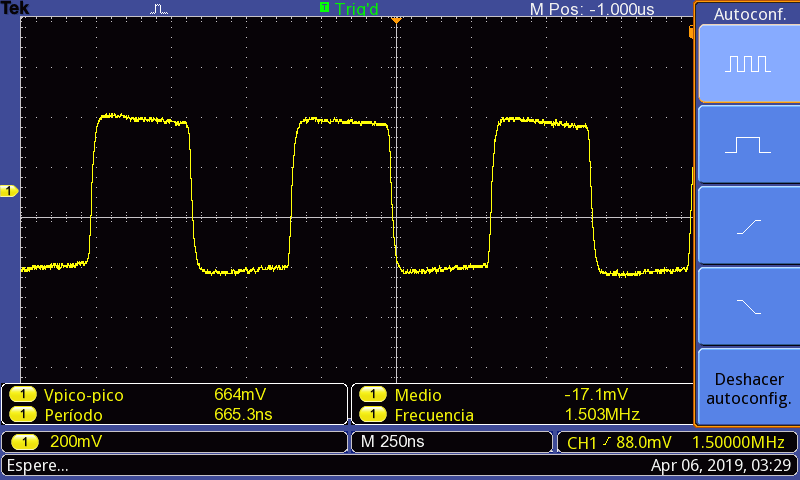 Tek
T Trig'd
M Pos: -1.000us
Autoconf.
1
1 Vpico-pico 664mV
1 Medio -17.1mV
1 Período 665.3ns
1 Frecuencia 1.503MHz
Deshacer
autoconfig.
1 200mV
M 250ns
CH1 88.0mV 1.50000MHz
Espere...
Apr 06, 2019, 03:29